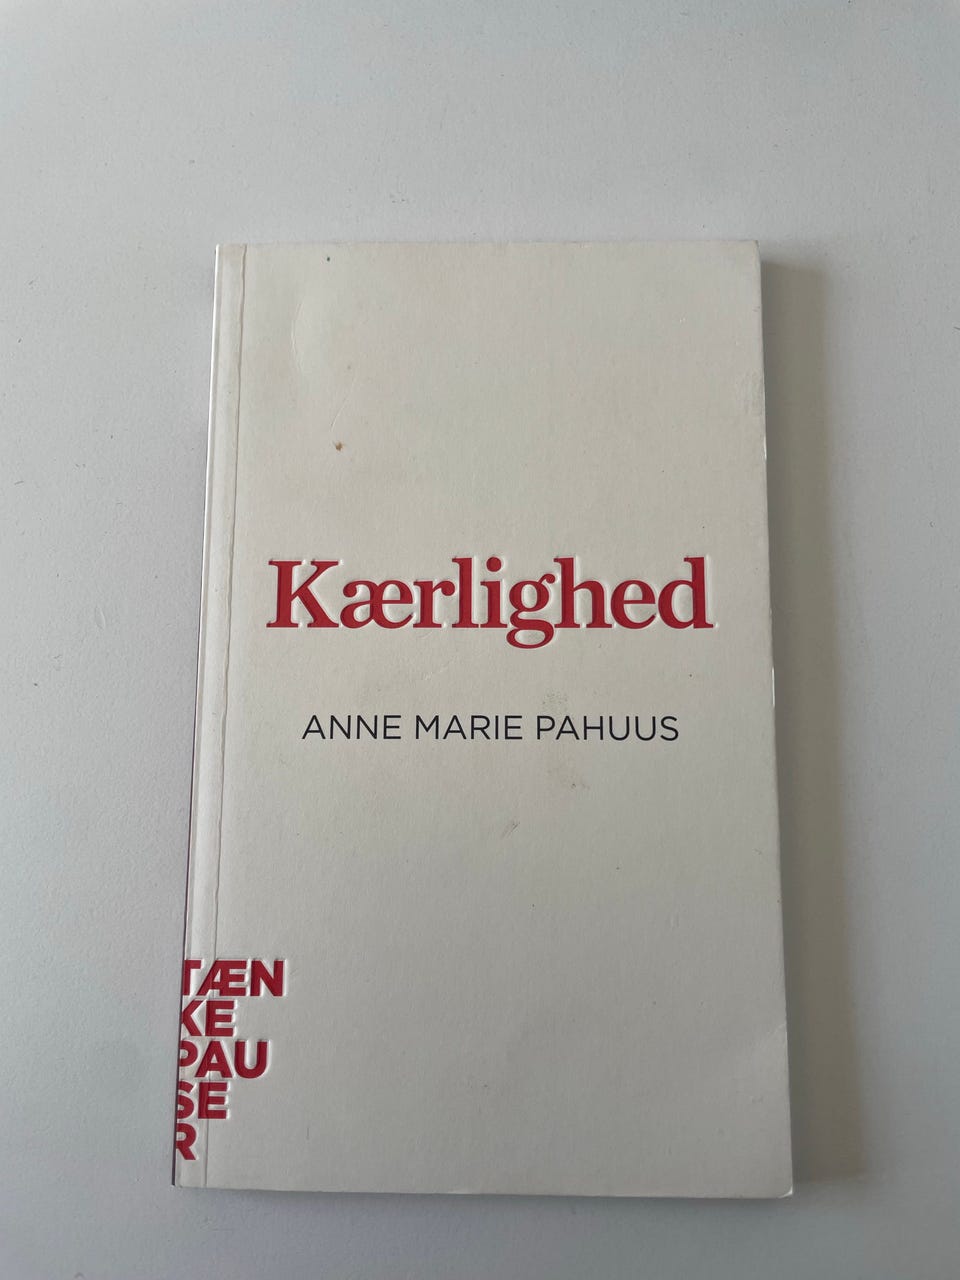 Kærlighed
ANNE MARIE PAHUUS
TÆN
KE
PAU
SE
R